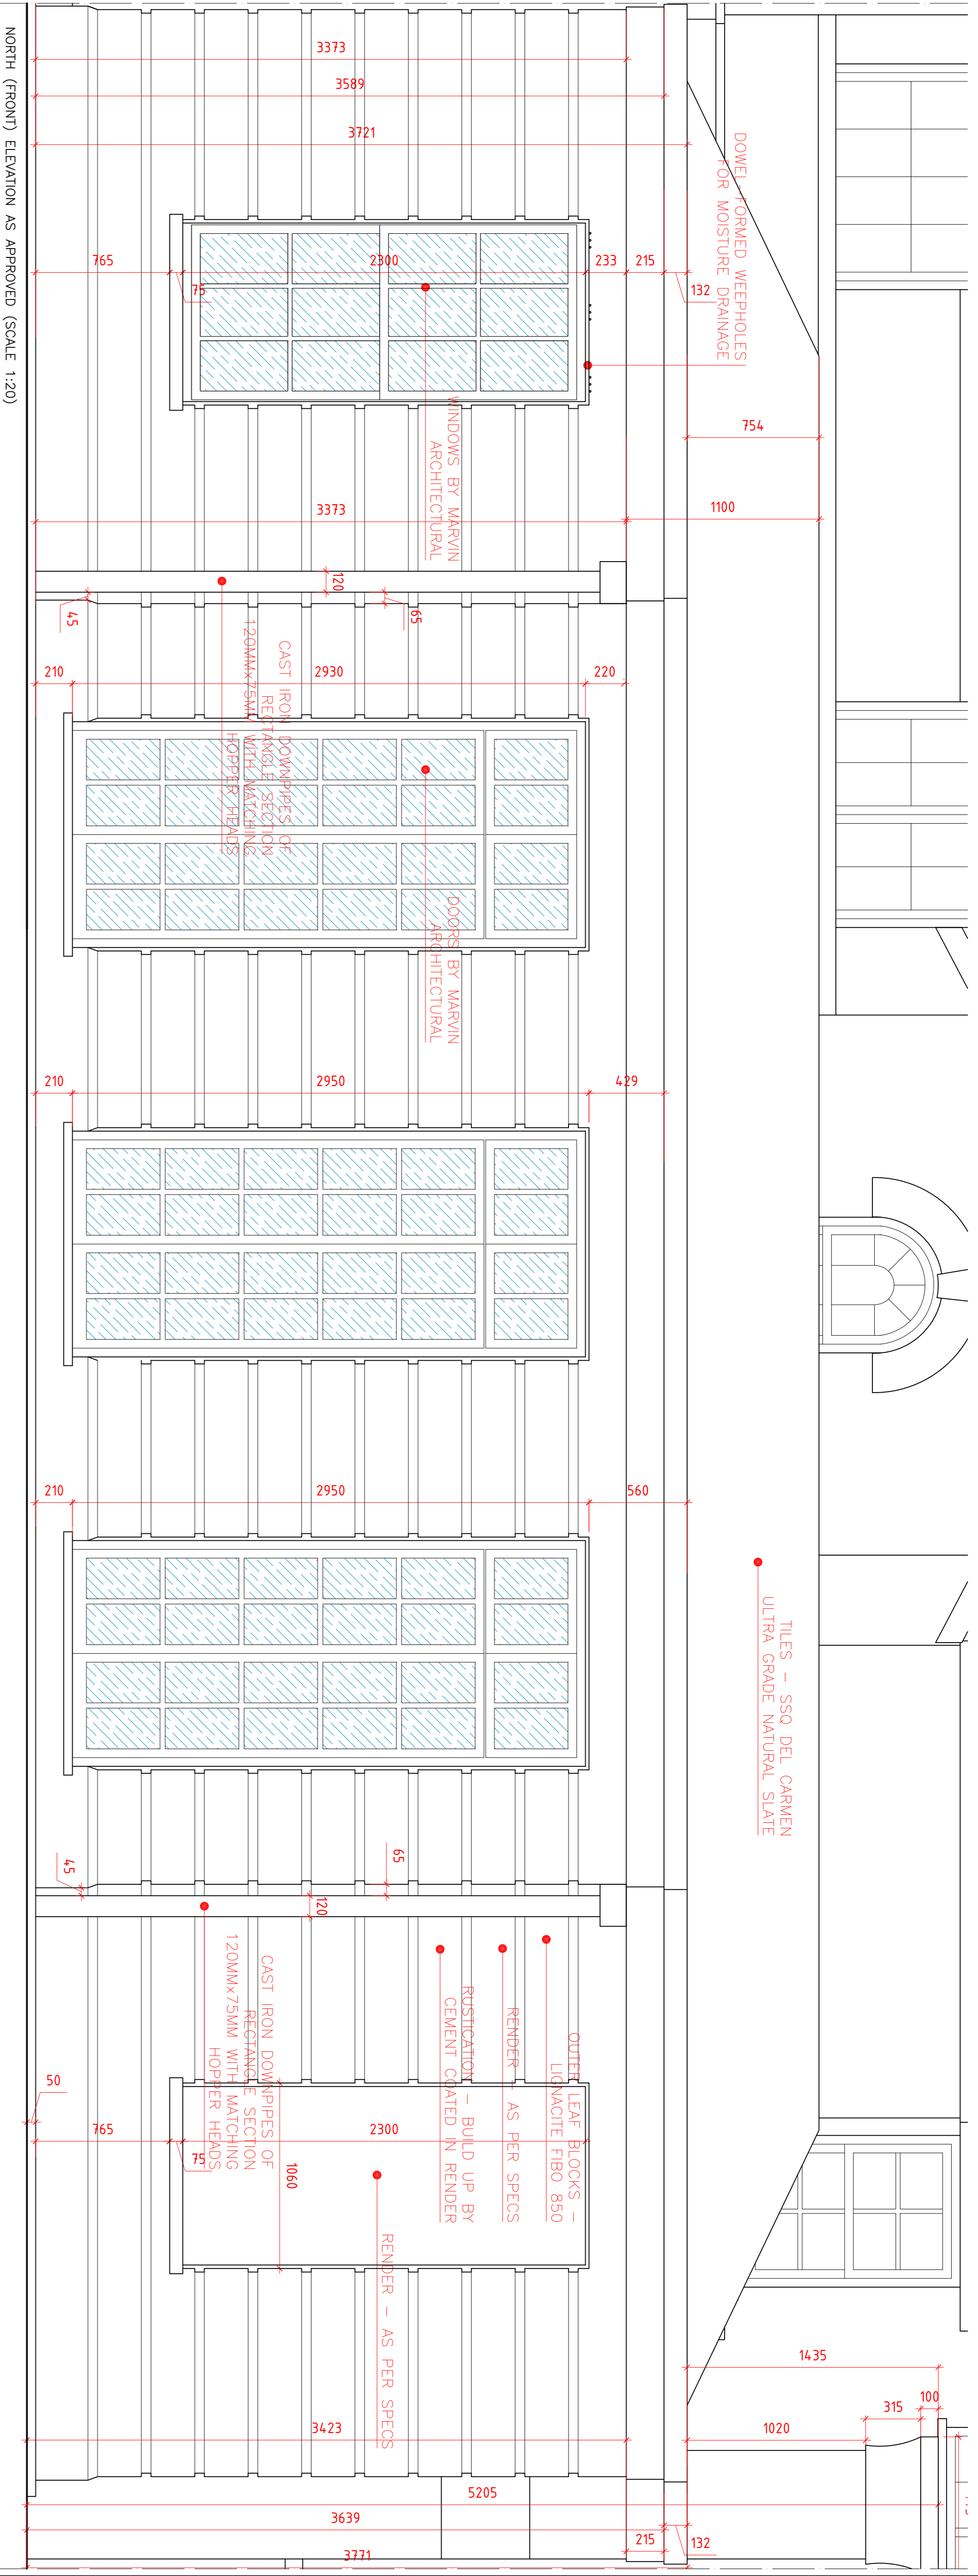 3373
3589
3721
DOWEL FORMED WEEPHOLES
FOR MOISTURE DRAINAGE
765
75
2300
233
215
132
WINDOWS BY MARVIN
ARCHITECTURAL
754
1100
3373
120
65
45
210
2930
220
CAST IRON DOWNPIPES OF
RECTANGLE SECTION
120MMx75MM WITH MATCHING
HOPPER HEADS
DOORS BY MARVIN
ARCHITECTURAL
210
2950
429
210
2950
560
TILES – SSQ DEL CARMEN
ULTRA GRADE NATURAL SLATE
65
45
120
CAST IRON DOWNPIPES OF
RECTANGLE SECTION
120MMx75MM WITH MATCHING
HOPPER HEADS
OUTER LEAF BLOCKS –
LIGNACITE FIBO 850
RENDER – AS PER SPECS
RUSTICATION – BUILD UP BY
CEMENT COATED IN RENDER
50
765
75
2300
1060
RENDER – AS PER SPECS
1435
100
315
1020
3423
5205
3639
3771
215
132
NORTH (FRONT) ELEVATION AS APPROVED (SCALE 1:20)